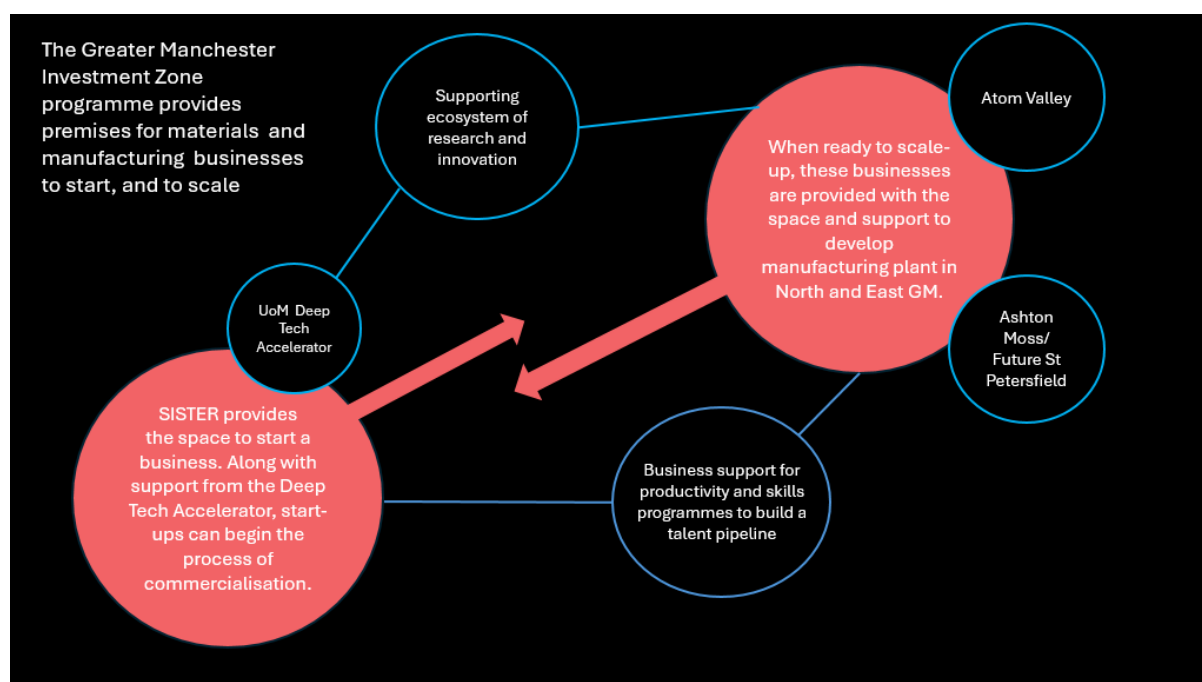 The Greater Manchester
Investment Zone
programme provides
premises for materials and
manufacturing businesses
to start, and to scale
Supporting
ecosystem of
research and
innovation
Atom Valley
When ready to scale-
up, these businesses
are provided with the
space and support to
develop
manufacturing plant in
North and East GM.
UoM Deep
Tech
Accelerator
Ashton
Moss/
Future St
Petersfield
SISTER provides
the space to start a
business. Along with
support from the Deep
Tech Accelerator, start-
ups can begin the
process of
commercialisation.
Business support for
productivity and skills
programmes to build a
talent pipeline